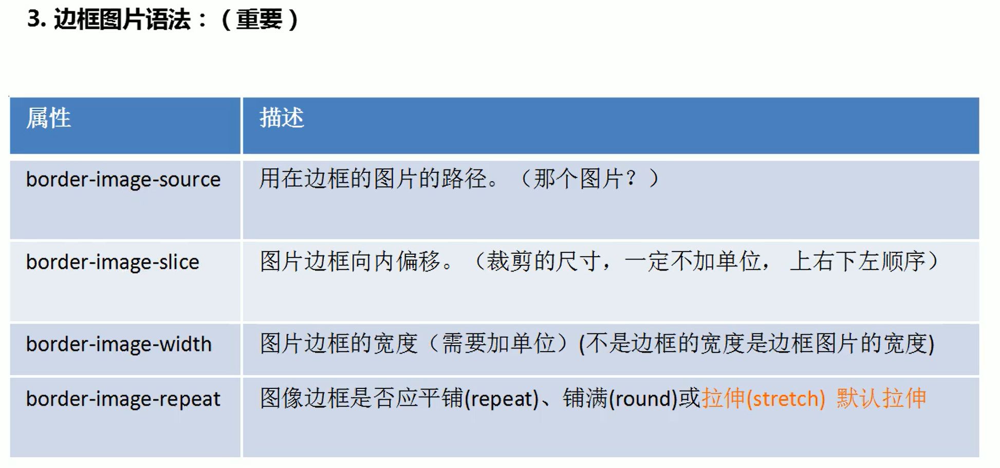 3. 边框图片语法：（重要）
属性 描述
border-image-source 用在边框的图片的路径。（那个图片？）
border-image-slice 图片边框向内偏移。（裁剪的尺寸，一定不加单位， 上右下左顺序）
border-image-width 图片边框的宽度（需要加单位）(不是边框的宽度是边框图片的宽度)
border-image-repeat 图像边框是否应平铺(repeat)、铺满(round)或拉伸(stretch) 默认拉伸